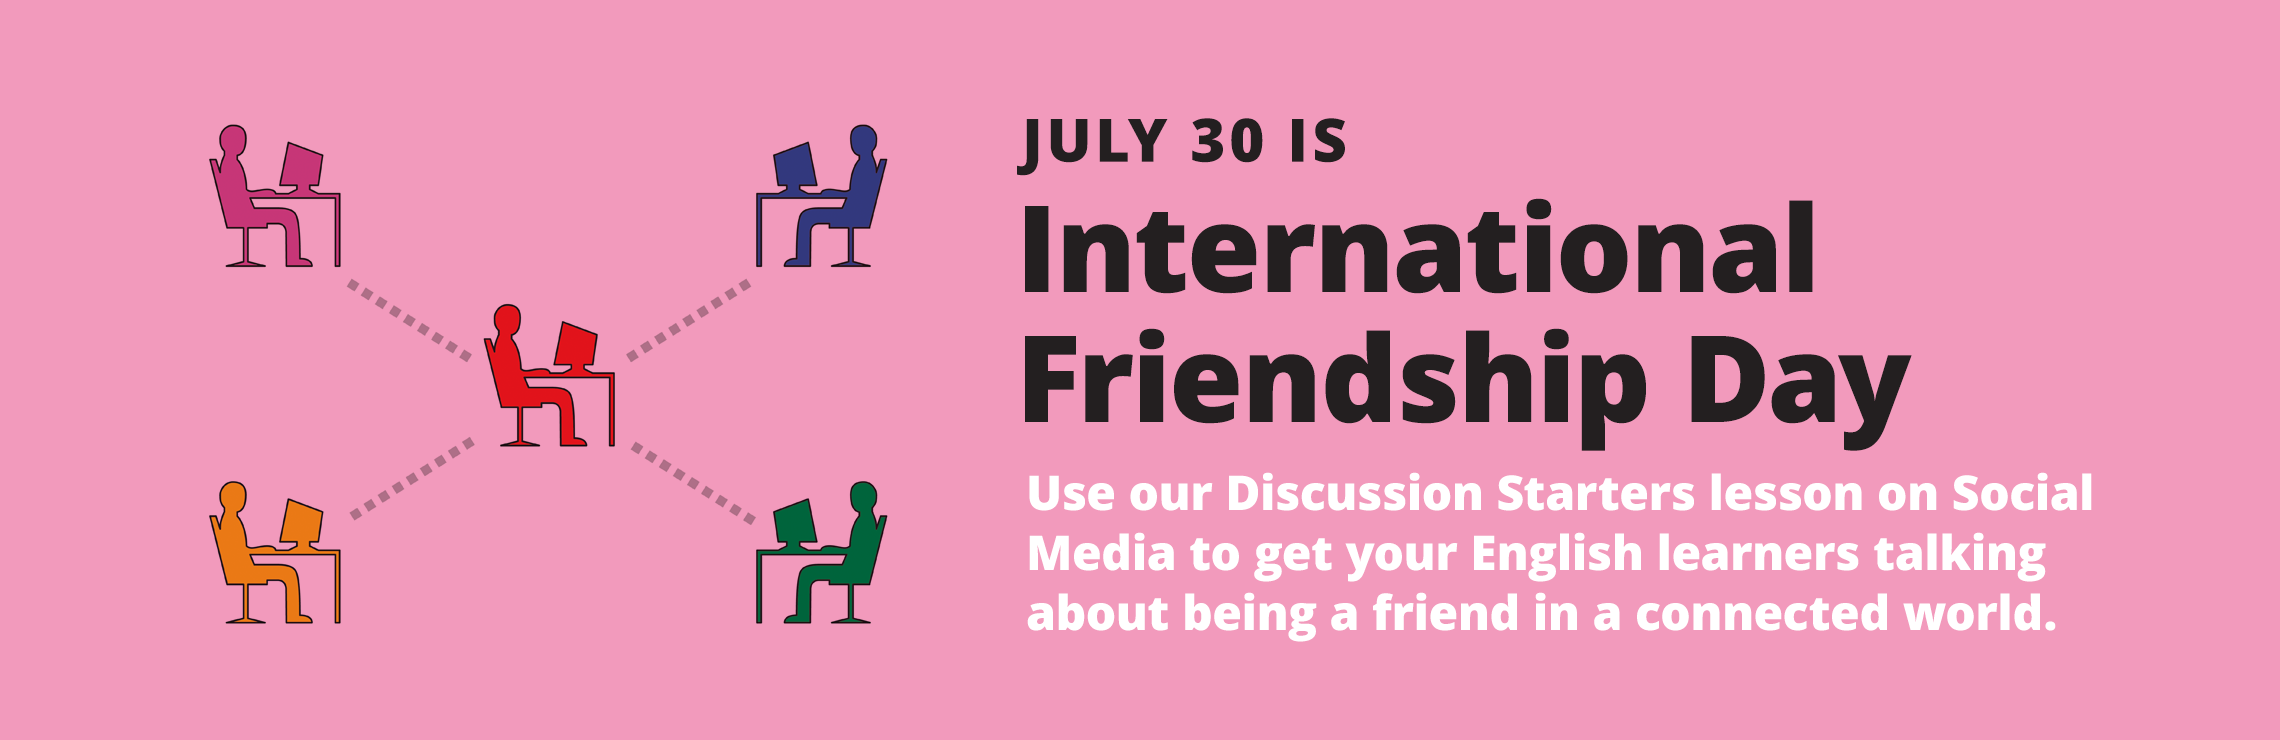 JULY 30 IS
International
Friendship Day
Use our Discussion Starters lesson on Social
Media to get your English learners talking
about being a friend in a connected world.